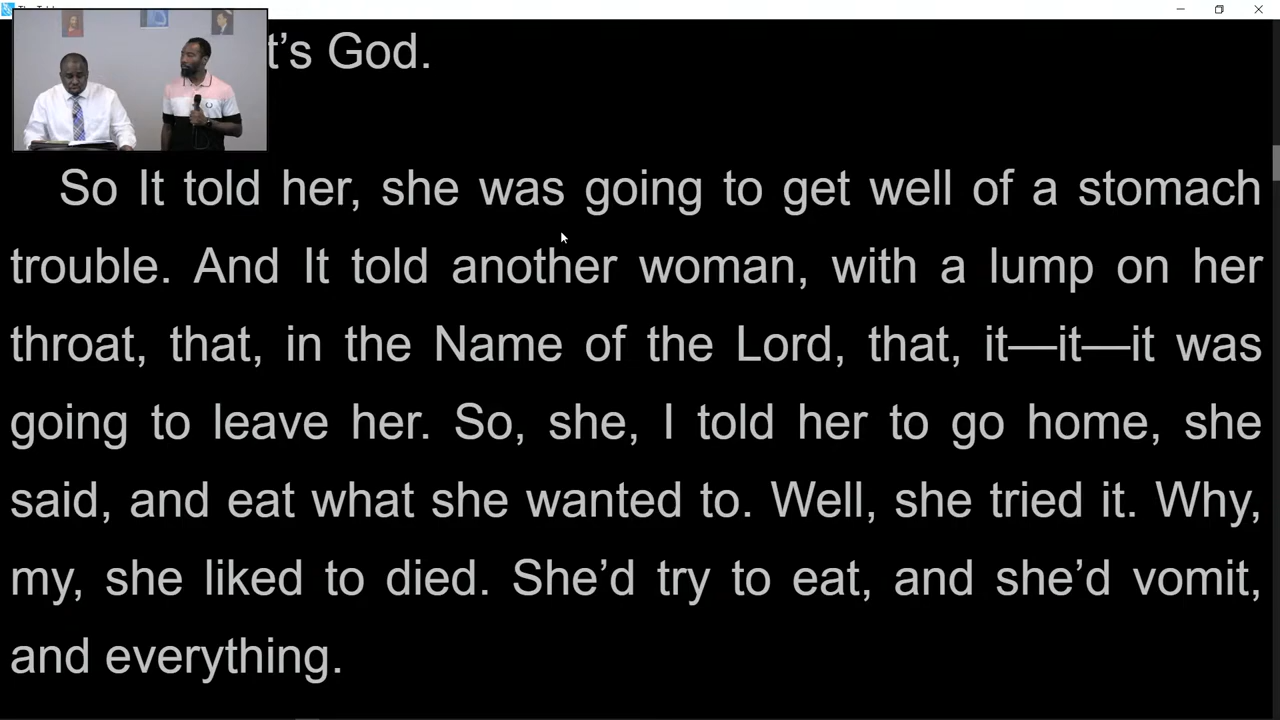 t’s God.
So It told her, she was going to get well of a stomach
trouble. And It told another woman, with a lump on her
throat, that, in the Name of the Lord, that, it—it—it was
going to leave her. So, she, I told her to go home, she
said, and eat what she wanted to. Well, she tried it. Why,
my, she liked to died. She’d try to eat, and she’d vomit,
and everything.